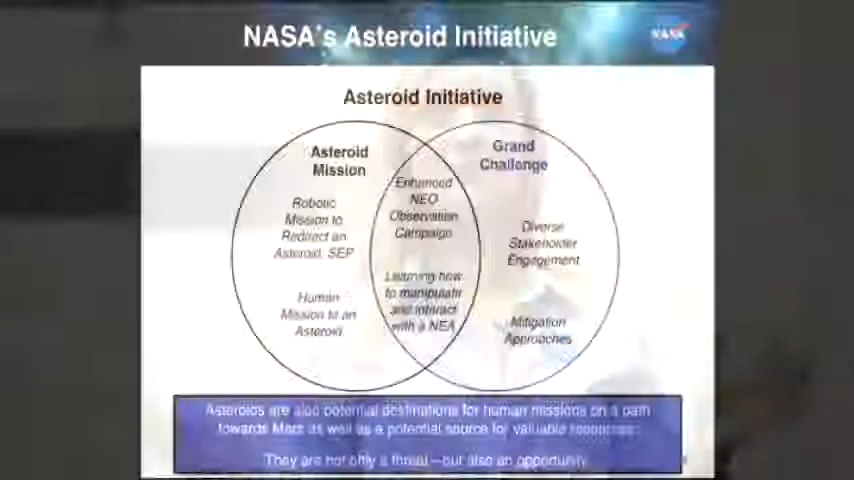 NASA's Asteroid Initiative
NASA
Asteroid Initiative
Asteroid
Mission
Robotic
Mission to
Redirect an
Asteroid, SEP
Human
Mission to an
Asteroid
Enhanced
NEO
Observation
Campaign
Learning how
to manipulate
and interact
with a NEA
Grand
Challenge
Diverse
Stakeholder
Engagement
Mitigation
Approaches
Asteroids are also potential destinations for human missions on a path
towards Mars as well as a potential source for valuable resources.
They are not only a threat – but also an opportunity.